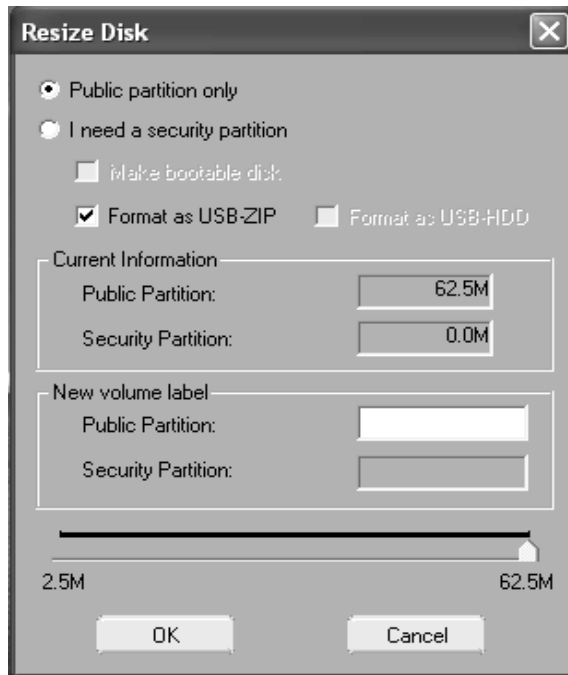 Resize Disk
Public partition only
I need a security partition
Make bootable disk
Format as USB-ZIP Format as USB-HDD
Current Information
Public Partition: 62.5M
Security Partition: 0.0M
New volume label
Public Partition:
Security Partition:
2.5M 62.5M
OK Cancel